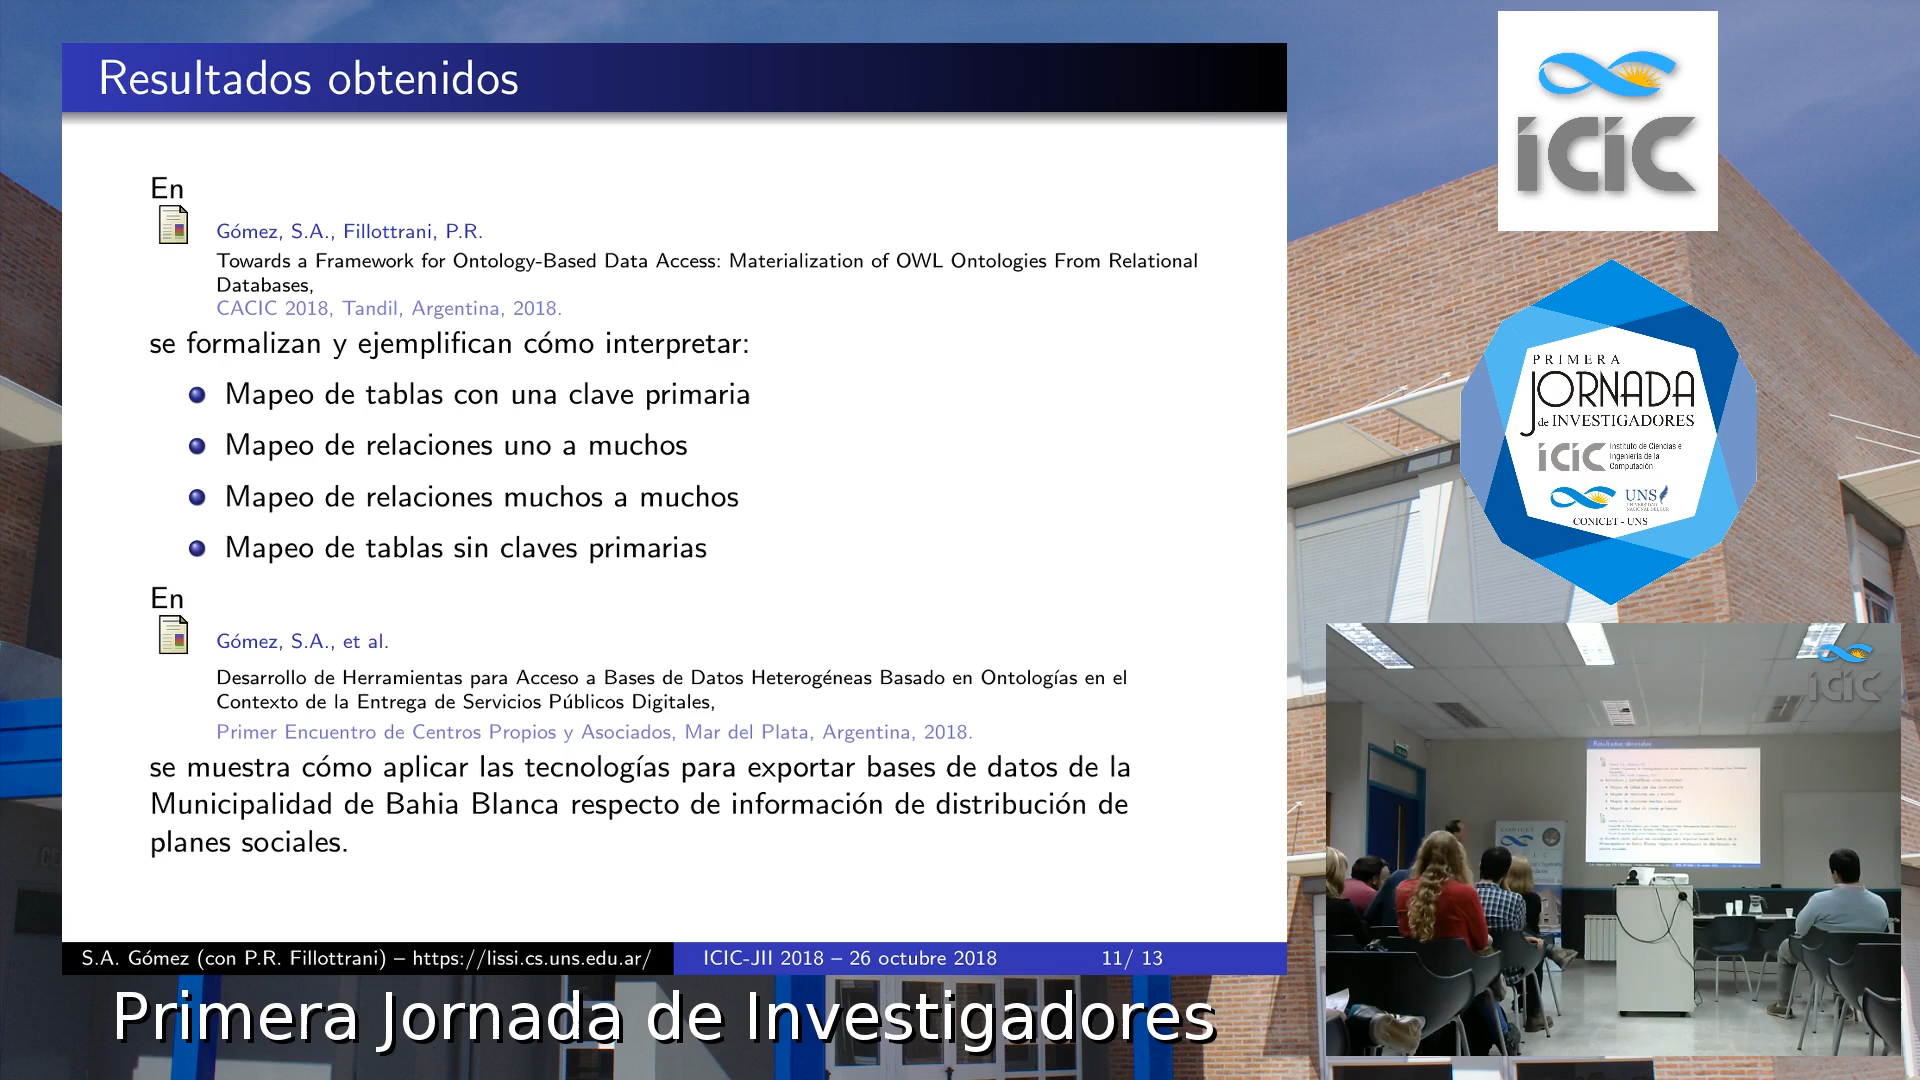 Resultados obtenidos
En
Gómez, S.A., Fillottrani, P.R.
Towards a Framework for Ontology-Based Data Access: Materialization of OWL Ontologies From Relational
Databases,
CACIC 2018, Tandil, Argentina, 2018.
se formalizan y ejemplifican cómo interpretar:
Mapeo de tablas con una clave primaria
Mapeo de relaciones uno a muchos
Mapeo de relaciones muchos a muchos
Mapeo de tablas sin claves primarias
En
Gómez, S.A., et al.
Desarrollo de Herramientas para Acceso a Bases de Datos Heterogéneas Basado en Ontologías en el
Contexto de la Entrega de Servicios Públicos Digitales,
Primer Encuentro de Centros Propios y Asociados, Mar del Plata, Argentina, 2018.
se muestra cómo aplicar las tecnologías para exportar bases de datos de la
Municipalidad de Bahia Blanca respecto de información de distribución de
planes sociales.
S.A. Gómez (con P.R. Fillottrani) – https://lissi.cs.uns.edu.ar/
ICIC-JII 2018 – 26 octubre 2018
11/ 13
Primera Jornada de Investigadores
iCiC
PRIMERA
JORNADA
de INVESTIGADORES
iCiC
Instituto de Ciencias e
Ingeniería de la
Computación
UNS
UNIVERSIDAD
NACIONAL DEL SUR
CONICET - UNS
iCiC
Resultados obtenidos
CONICET